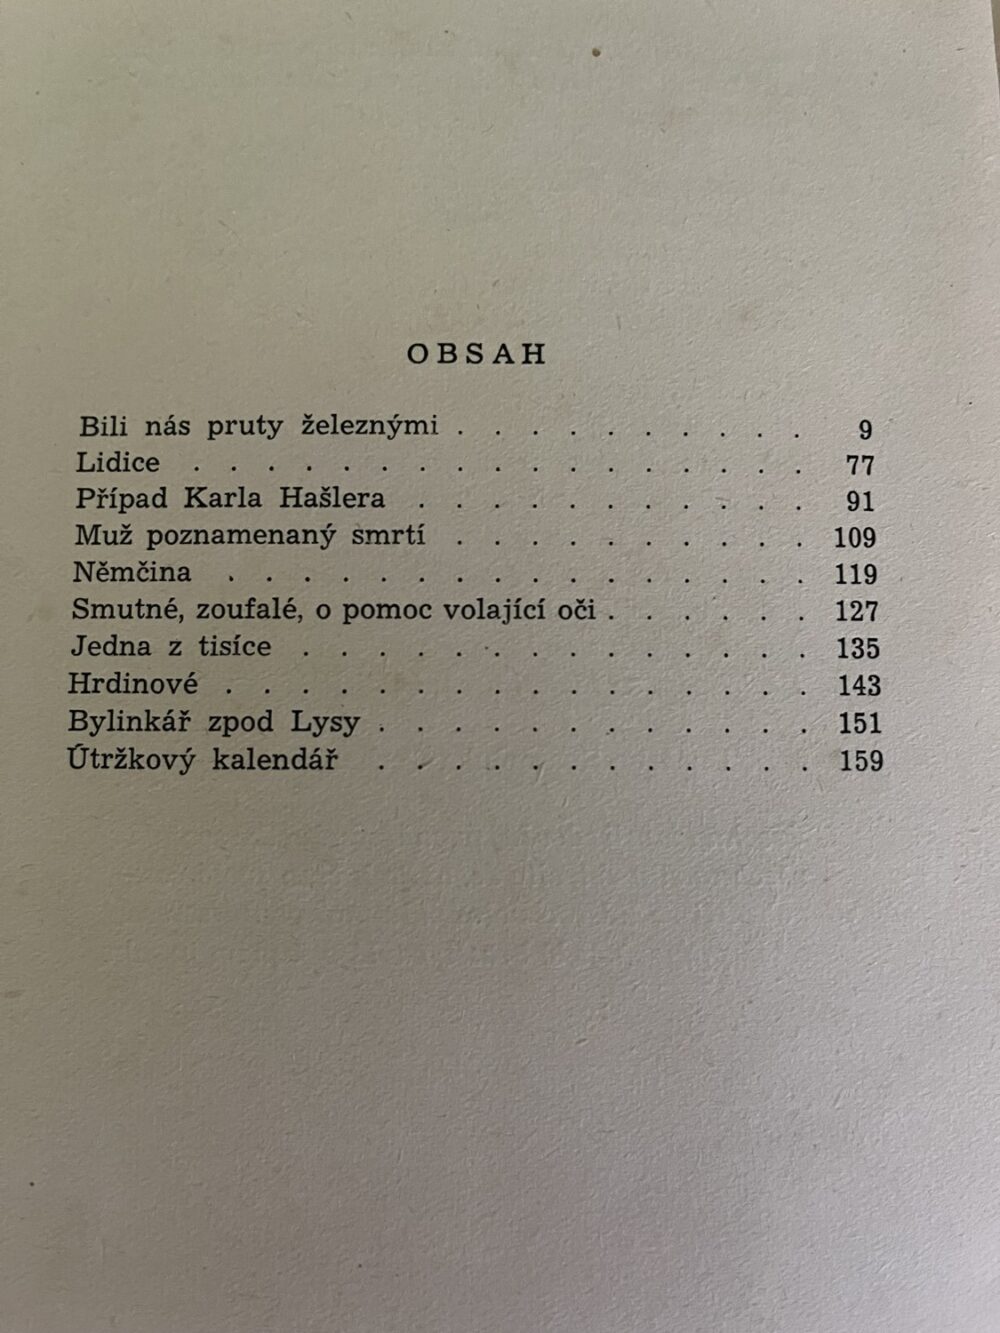 OBSAH
Bili nás pruty železnými . . . . . . . . . . 9
Lidice . . . . . . . . . . . . . . . . . 77
Případ Karla Hašlera . . . . . . . . . . . 91
Muž poznamenaný smrtí . . . . . . . . . . 109
Němčina . . . . . . . . . . . . . . . . 119
Smutné, zoufalé, o pomoc volající oči . . . . . . 127
Jedna z tisíce . . . . . . . . . . . . . . 135
Hrdinové . . . . . . . . . . . . . . . . 143
Bylinkář zpod Lysy . . . . . . . . . . . . 151
Útržkový kalendář . . . . . . . . . . . . 159